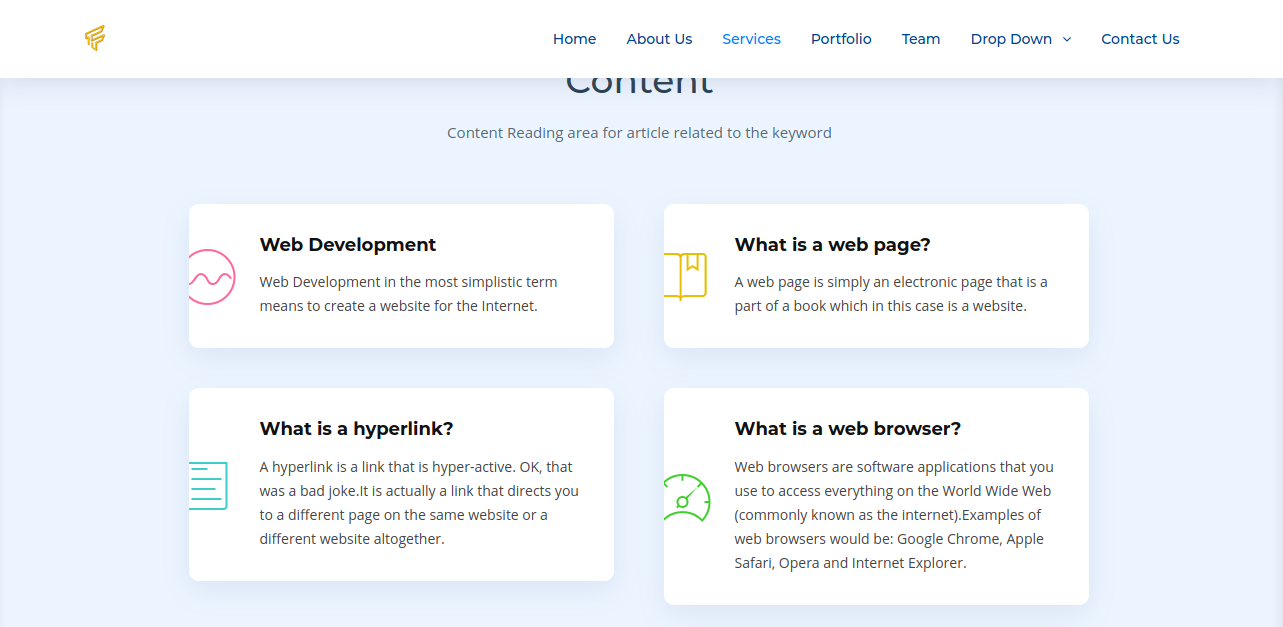 Home About Us Services Portfolio Team Drop Down Contact Us
Content
Content Reading area for article related to the keyword
Web Development
Web Development in the most simplistic term
means to create a website for the Internet.
What is a web page?
A web page is simply an electronic page that is a
part of a book which in this case is a website.
What is a hyperlink?
A hyperlink is a link that is hyper-active. OK, that
was a bad joke.It is actually a link that directs you
to a different page on the same website or a
different website altogether.
What is a web browser?
Web browsers are software applications that you
use to access everything on the World Wide Web
(commonly known as the internet).Examples of
web browsers would be: Google Chrome, Apple
Safari, Opera and Internet Explorer.